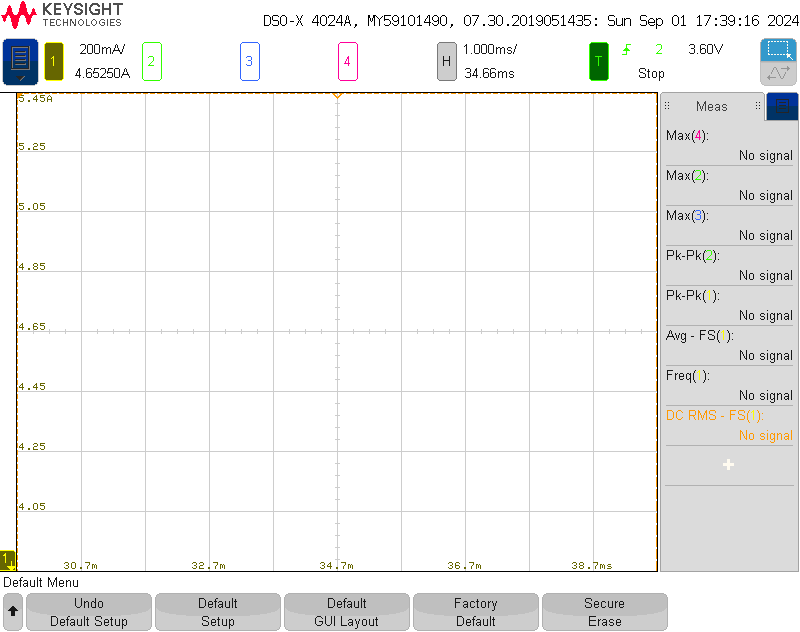 KEYSIGHT
TECHNOLOGIES
DSO-X 4024A, MY59101490, 07.30.2019051435: Sun Sep 01 17:39:16 2024
1
200mA/
4.65250A
2
3
4
H
1.000ms/
34.66ms
T
2
3.60V
Stop
5.45A
5.25
5.05
4.85
4.65
4.45
4.25
4.05
1
30.7m
32.7m
34.7m
36.7m
38.7ms
Meas
Max(4):
No signal
Max(2):
No signal
Max(3):
No signal
Pk-Pk(2):
No signal
Pk-Pk( ):
No signal
Avg - FS( ):
No signal
Freq( ):
No signal
DC RMS - FS( ):
No signal
Default Menu
Undo
Default Setup
Default
Setup
Default
GUI Layout
Factory
Default
Secure
Erase